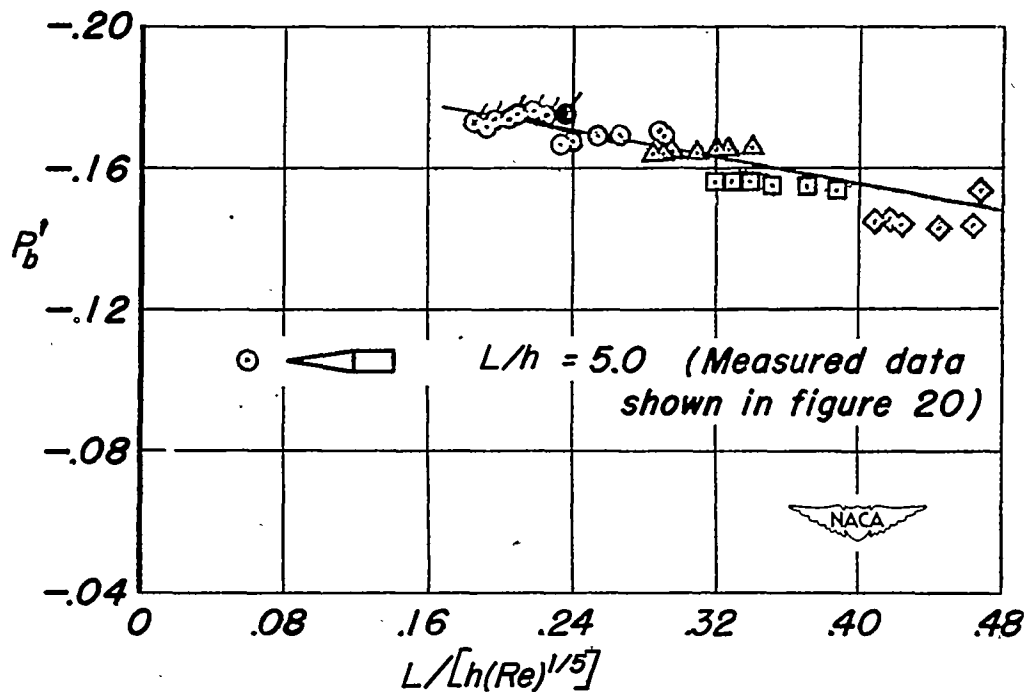 -.20
-.16
P_b'
-.12
L/h = 5.0 (Measured data
shown in figure 20)
-.08
NACA
-.04
0 .08 .16 .24 .32 .40 .48
L/[h(Re)^1/5]